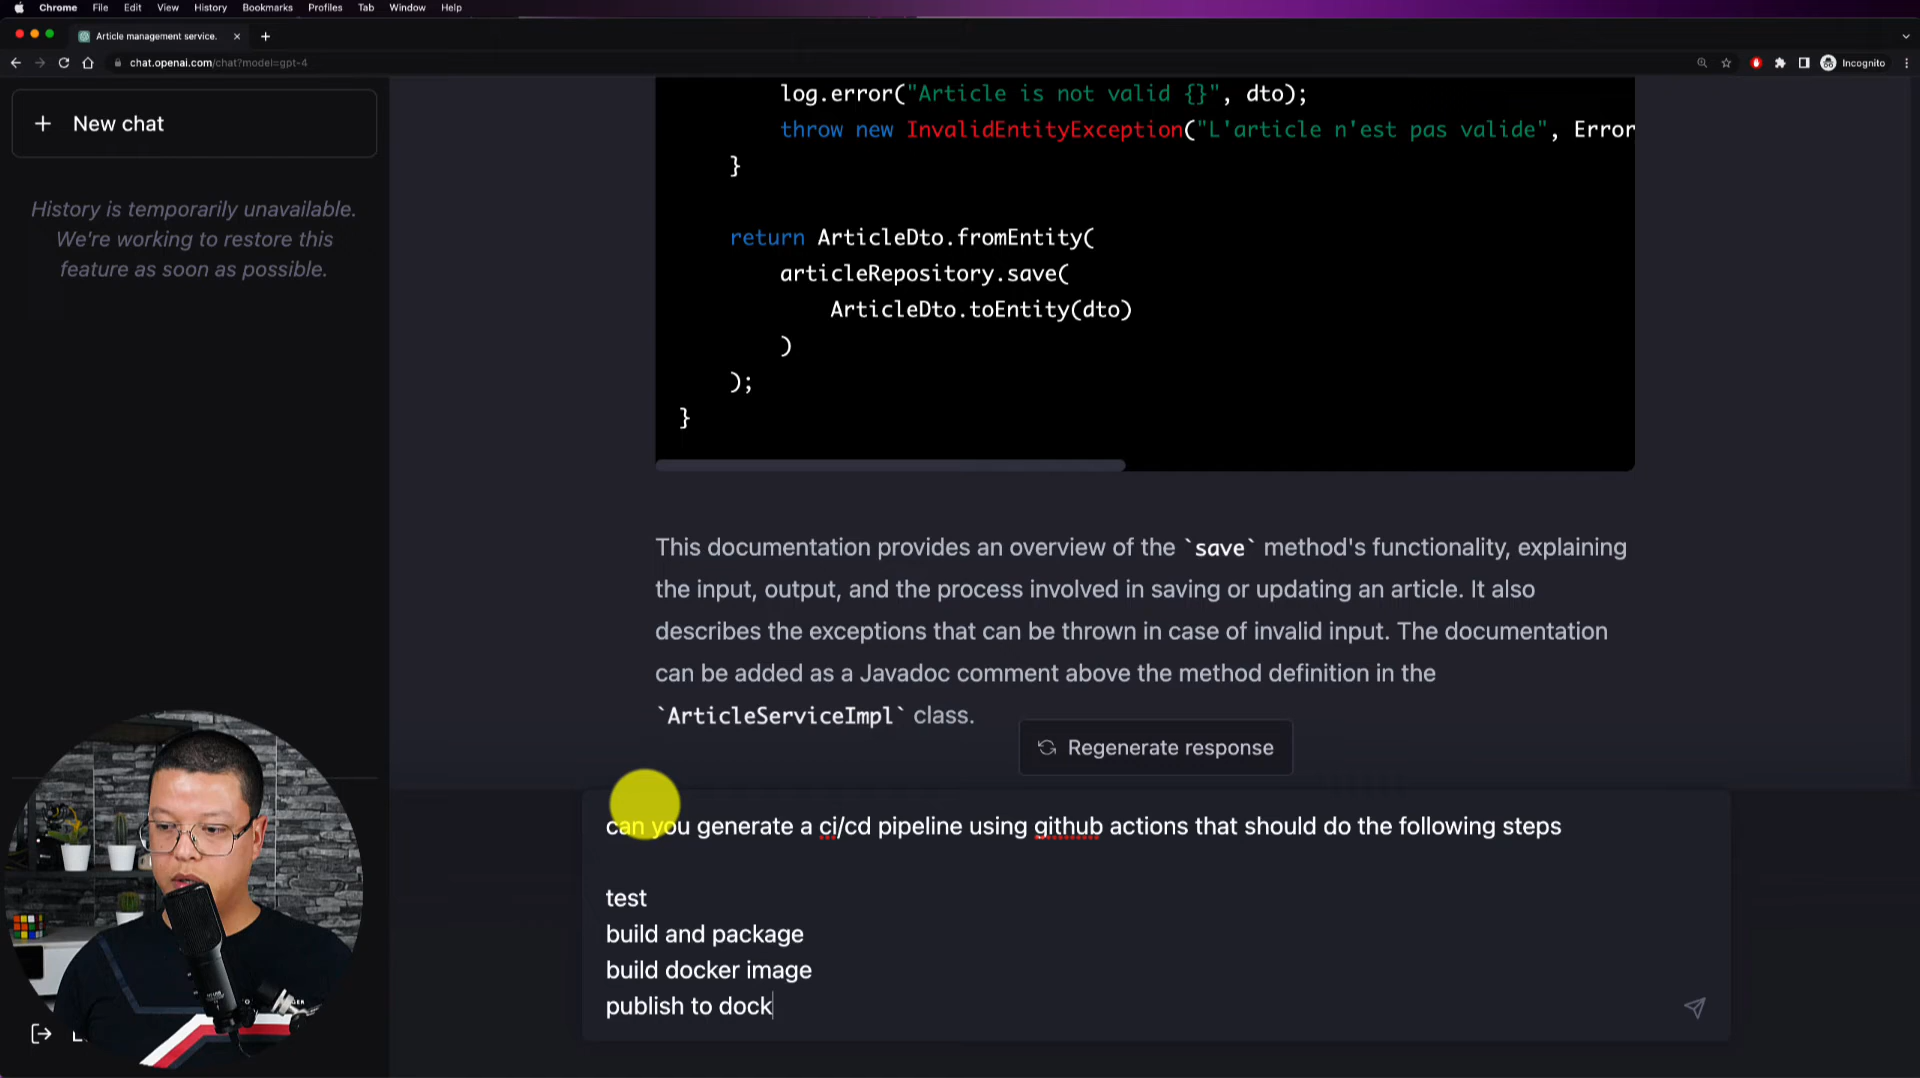 Chrome File Edit View History Bookmarks Profiles Tab Window Help
Article management service.
chat.openai.com/chat?model=gpt-4
Incognito
New chat
History is temporarily unavailable.
We're working to restore this
feature as soon as possible.
log.error("Article is not valid {}", dto);
throw new InvalidEntityException("L'article n'est pas valide", Error
}
return ArticleDto.fromEntity(
articleRepository.save(
ArticleDto.toEntity(dto)
)
);
}
This documentation provides an overview of the `save` method's functionality, explaining
the input, output, and the process involved in saving or updating an article. It also
describes the exceptions that can be thrown in case of invalid input. The documentation
can be added as a Javadoc comment above the method definition in the
`ArticleServiceImpl` class.
Regenerate response
can you generate a ci/cd pipeline using github actions that should do the following steps
test
build and package
build docker image
publish to dock